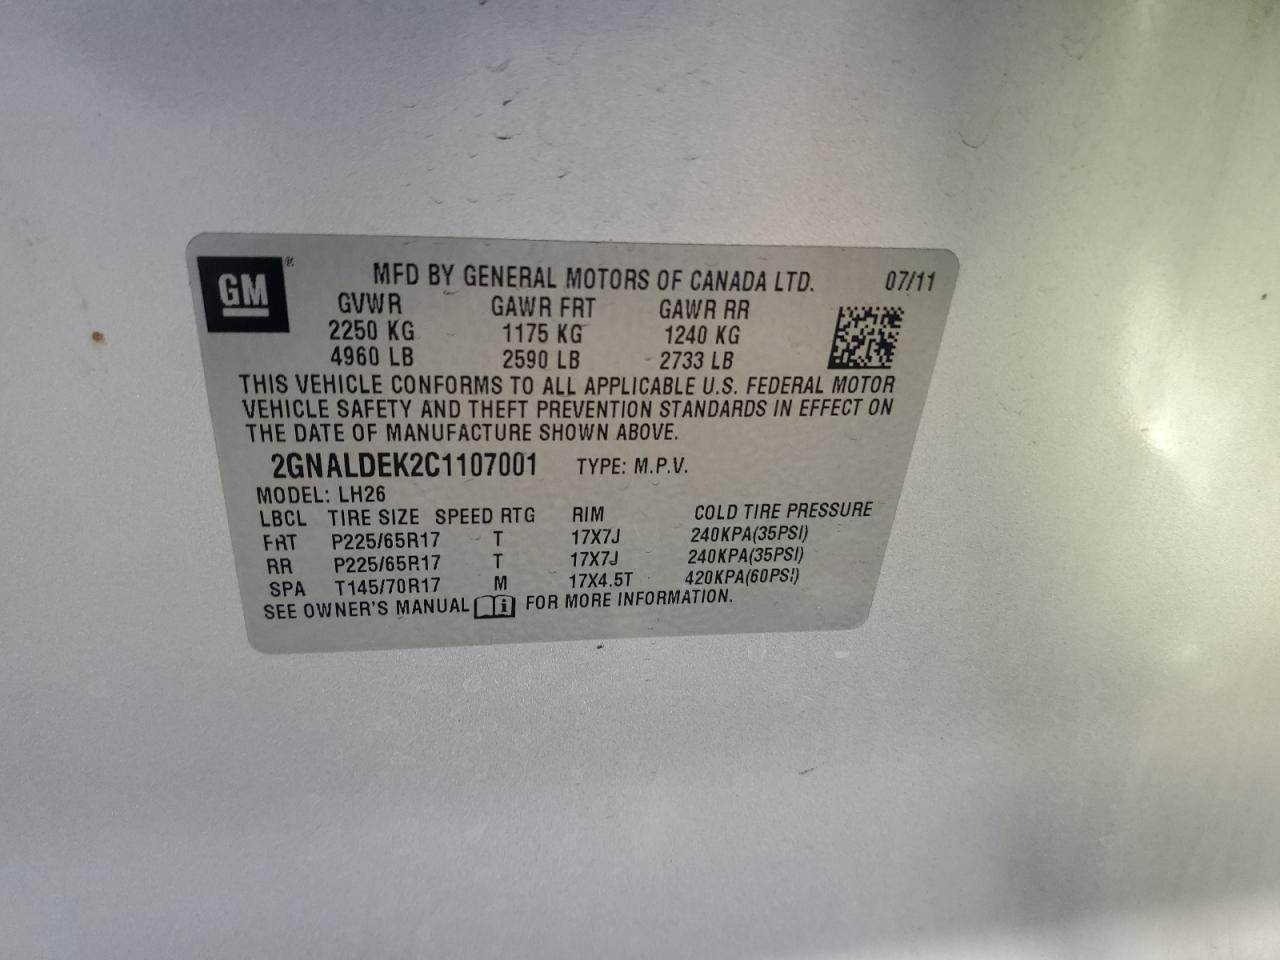 GM ®
MFD BY GENERAL MOTORS OF CANADA LTD. 07/11
GVWR GAWR FRT GAWR RR
2250 KG 1175 KG 1240 KG
4960 LB 2590 LB 2733 LB
THIS VEHICLE CONFORMS TO ALL APPLICABLE U.S. FEDERAL MOTOR
VEHICLE SAFETY AND THEFT PREVENTION STANDARDS IN EFFECT ON
THE DATE OF MANUFACTURE SHOWN ABOVE.
2GNALDEK2C1107001 TYPE: M.P.V.
MODEL: LH26
LBCL TIRE SIZE SPEED RTG RIM COLD TIRE PRESSURE
FRT P225/65R17 T 17X7J 240KPA(35PSI)
RR P225/65R17 T 17X7J 240KPA(35PSI)
SPA T145/70R17 M 17X4.5T 420KPA(60PSI)
SEE OWNER'S MANUAL i FOR MORE INFORMATION.